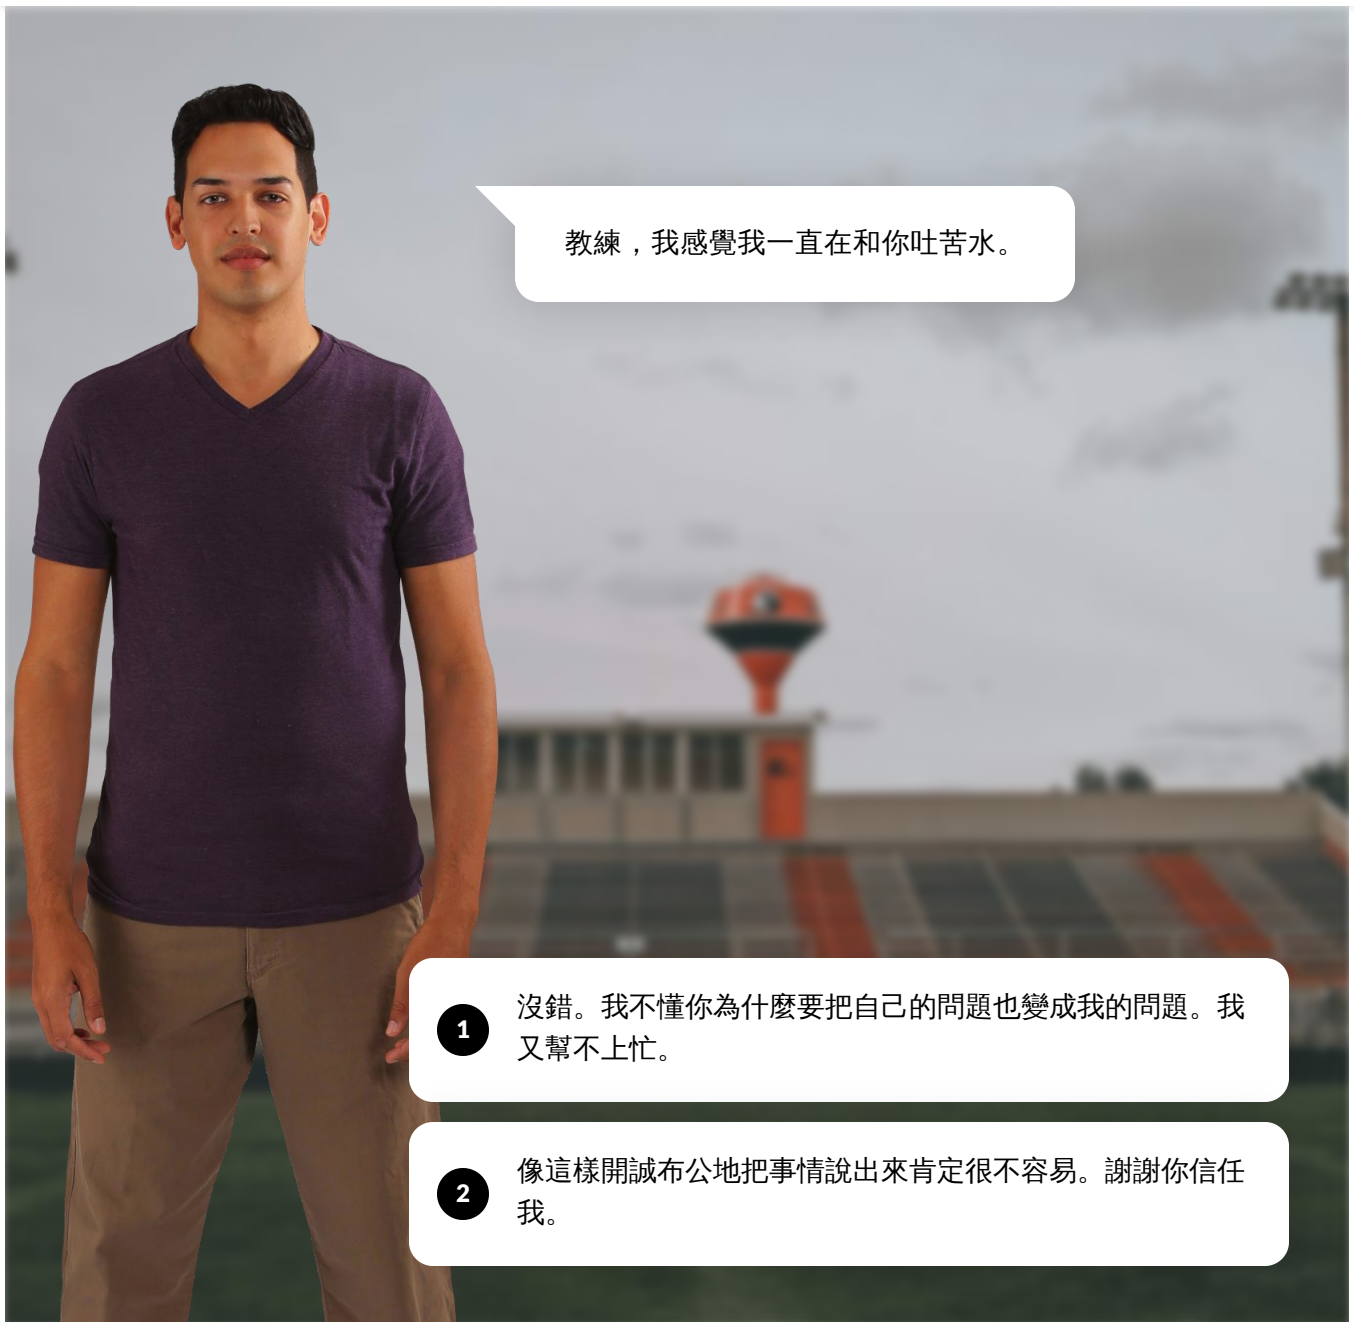 教練，我感覺我一直在和你吐苦水。
1
沒錯。我不懂你為什麼要把自己的問題也變成我的問題。我
又幫不上忙。
2
像這樣開誠布公地把事情說出來肯定很不容易。謝謝你信任
我。